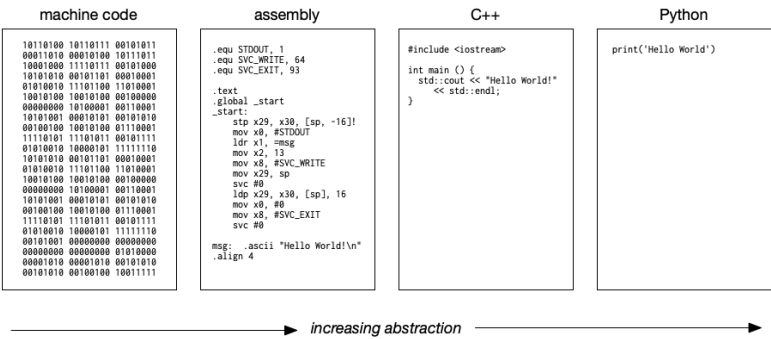 machine code
10110100 10110111 00101011
00011010 00010100 10111011
10001000 11110111 00101000
10101010 00101101 00010001
01010010 11101100 11010001
10010100 10010100 00100000
00000000 10100001 00110001
10101001 00010101 00101010
00100100 10010100 01110001
11110101 11101011 00101111
01010010 10000101 11111110
10101010 00101101 00010001
01010010 11101100 11010001
10010100 10010100 00100000
00000000 10100001 00110001
10101001 00010101 00101010
00100100 10010100 01110001
11110101 11101011 00101111
01010010 10000101 11111110
00101001 00000000 00000000
00000000 00000000 01010000
00001010 00001010 00101010
00101010 00100100 10011111
assembly
.equ STDOUT, 1
.equ SVC_WRITE, 64
.equ SVC_EXIT, 93
.text
.global _start
_start:
stp x29, x30, [sp, -16]!
mov x0, #STDOUT
ldr x1, =msg
mov x2, 13
mov x8, #SVC_WRITE
mov x29, sp
svc #0
ldp x29, x30, [sp], 16
mov x0, #0
mov x8, #SVC_EXIT
svc #0
msg: .ascii "Hello World!\n"
.align 4
C++
#include <iostream>
int main () {
std::cout << "Hello World!"
<< std::endl;
}
Python
print('Hello World')
increasing abstraction